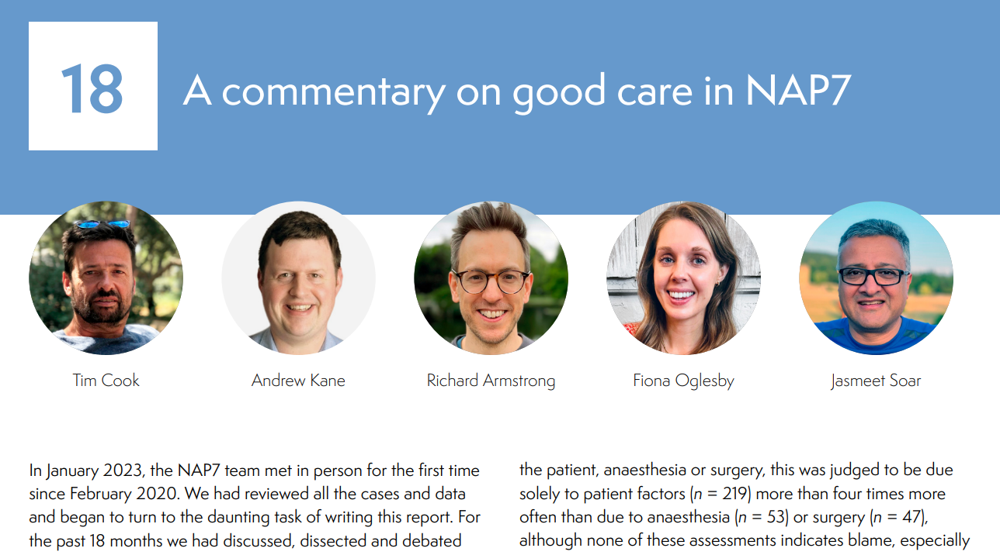 18
A commentary on good care in NAP7
Tim Cook
Andrew Kane
Richard Armstrong
Fiona Oglesby
Jasmeet Soar
In January 2023, the NAP7 team met in person for the first time
since February 2020. We had reviewed all the cases and data
and began to turn to the daunting task of writing this report. For
the past 18 months we had discussed, dissected and debated
the patient, anaesthesia or surgery, this was judged to be due
solely to patient factors (n = 219) more than four times more
often than due to anaesthesia (n = 53) or surgery (n = 47),
although none of these assessments indicates blame, especially